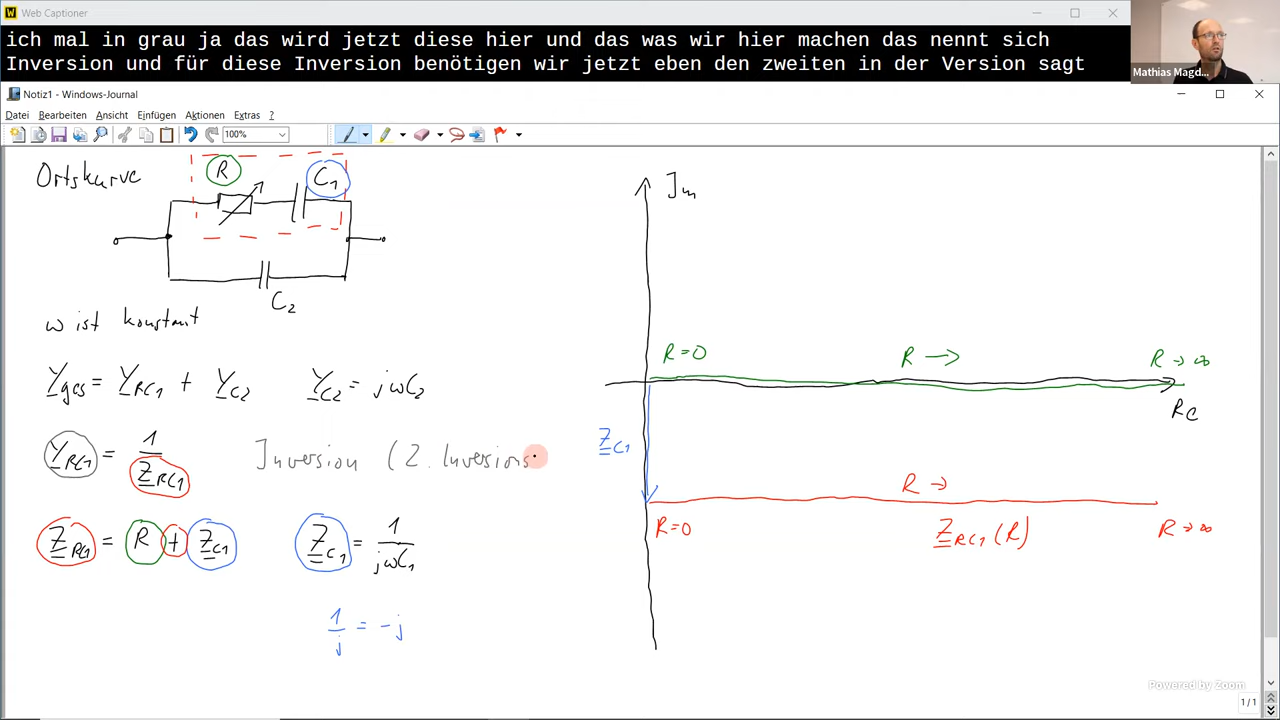 Web Captioner
ich mal in grau ja das wird jetzt diese hier und das was wir hier machen das nennt sich
Inversion und für diese Inversion benötigen wir jetzt eben den zweiten in der Version sagt
Mathias Magd...
Notiz1 - Windows-Journal
Datei Bearbeiten Ansicht Einfügen Aktionen Extras ?
100%
Ortskurve
R
C1
C2
ω ist konstant
Yges = YRC1 + YC2 YC2 = jωC2
YRC1 = 1/ZRC1 Inversion (2. Inversions
ZRC1 = R + ZC1 ZC1 = 1/jωC1
1/j = -j
Im
R=0 R → R→∞
Re
ZC1
R →
R=0 ZRC1(R) R→∞
Powered by Zoom
1/1